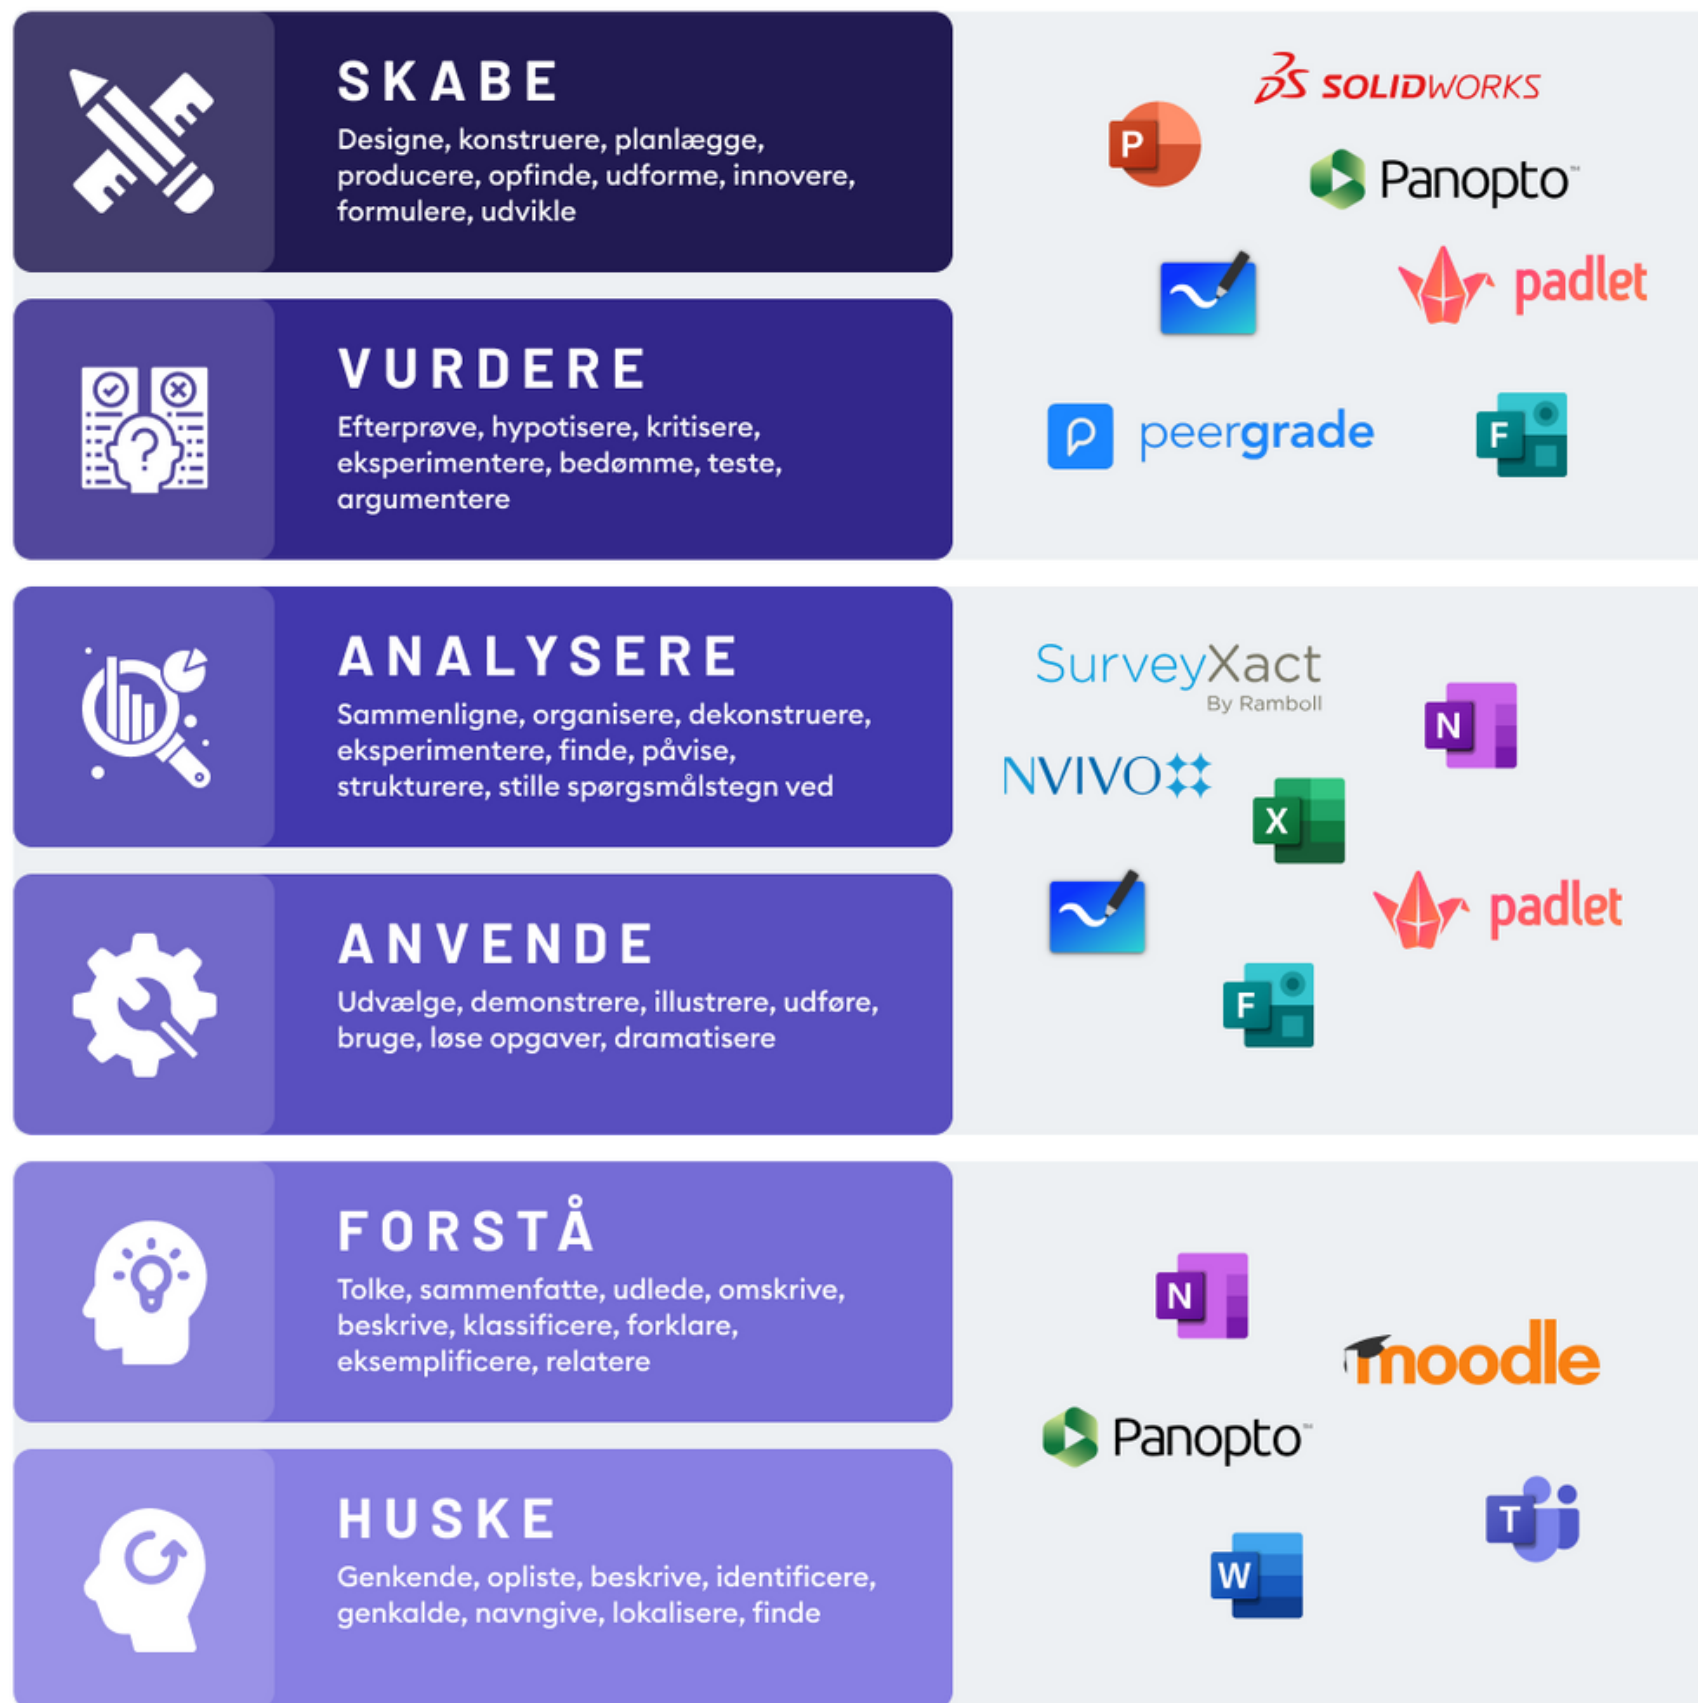 SKABE
Designe, konstruere, planlægge,
producere, opfinde, udforme, innovere,
formulere, udvikle
SOLIDWORKS
P
Panopto™
padlet
VURDERE
Efterprøve, hypotisere, kritisere,
eksperimentere, bedømme, teste,
argumentere
peergrade
F
ANALYSERE
Sammenligne, organisere, dekonstruere,
eksperimentere, finde, påvise,
strukturere, stille spørgsmålstegn ved
SurveyXact
By Ramboll
N
NVIVO
X
padlet
ANVENDE
Udvælge, demonstrere, illustrere, udføre,
bruge, løse opgaver, dramatisere
F
FORSTÅ
Tolke, sammenfatte, udlede, omskrive,
beskrive, klassificere, forklare,
eksemplificere, relatere
N
moodle
Panopto™
HUSKE
Genkende, opliste, beskrive, identificere,
genkalde, navngive, lokalisere, finde
T
W